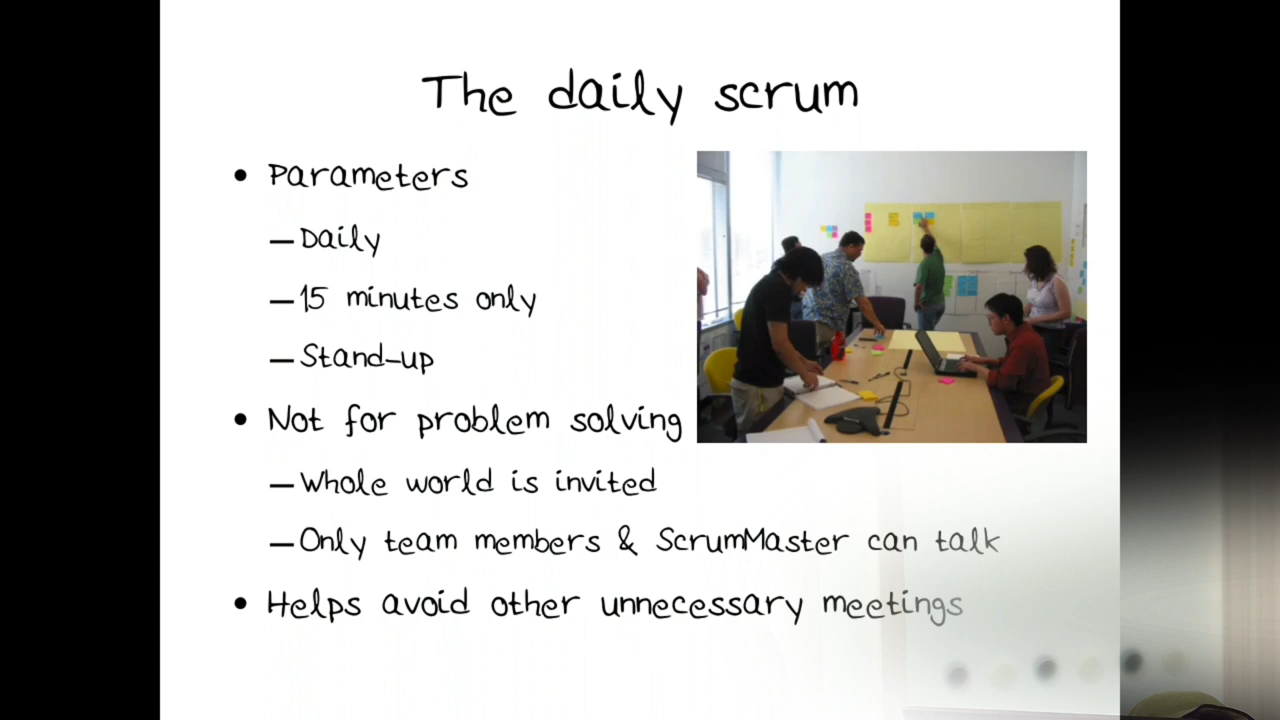 The daily scrum
• Parameters
—Daily
—15 minutes only
—Stand-up
• Not for problem solving
—Whole world is invited
—Only team members & ScrumMaster can talk
• Helps avoid other unnecessary meetings